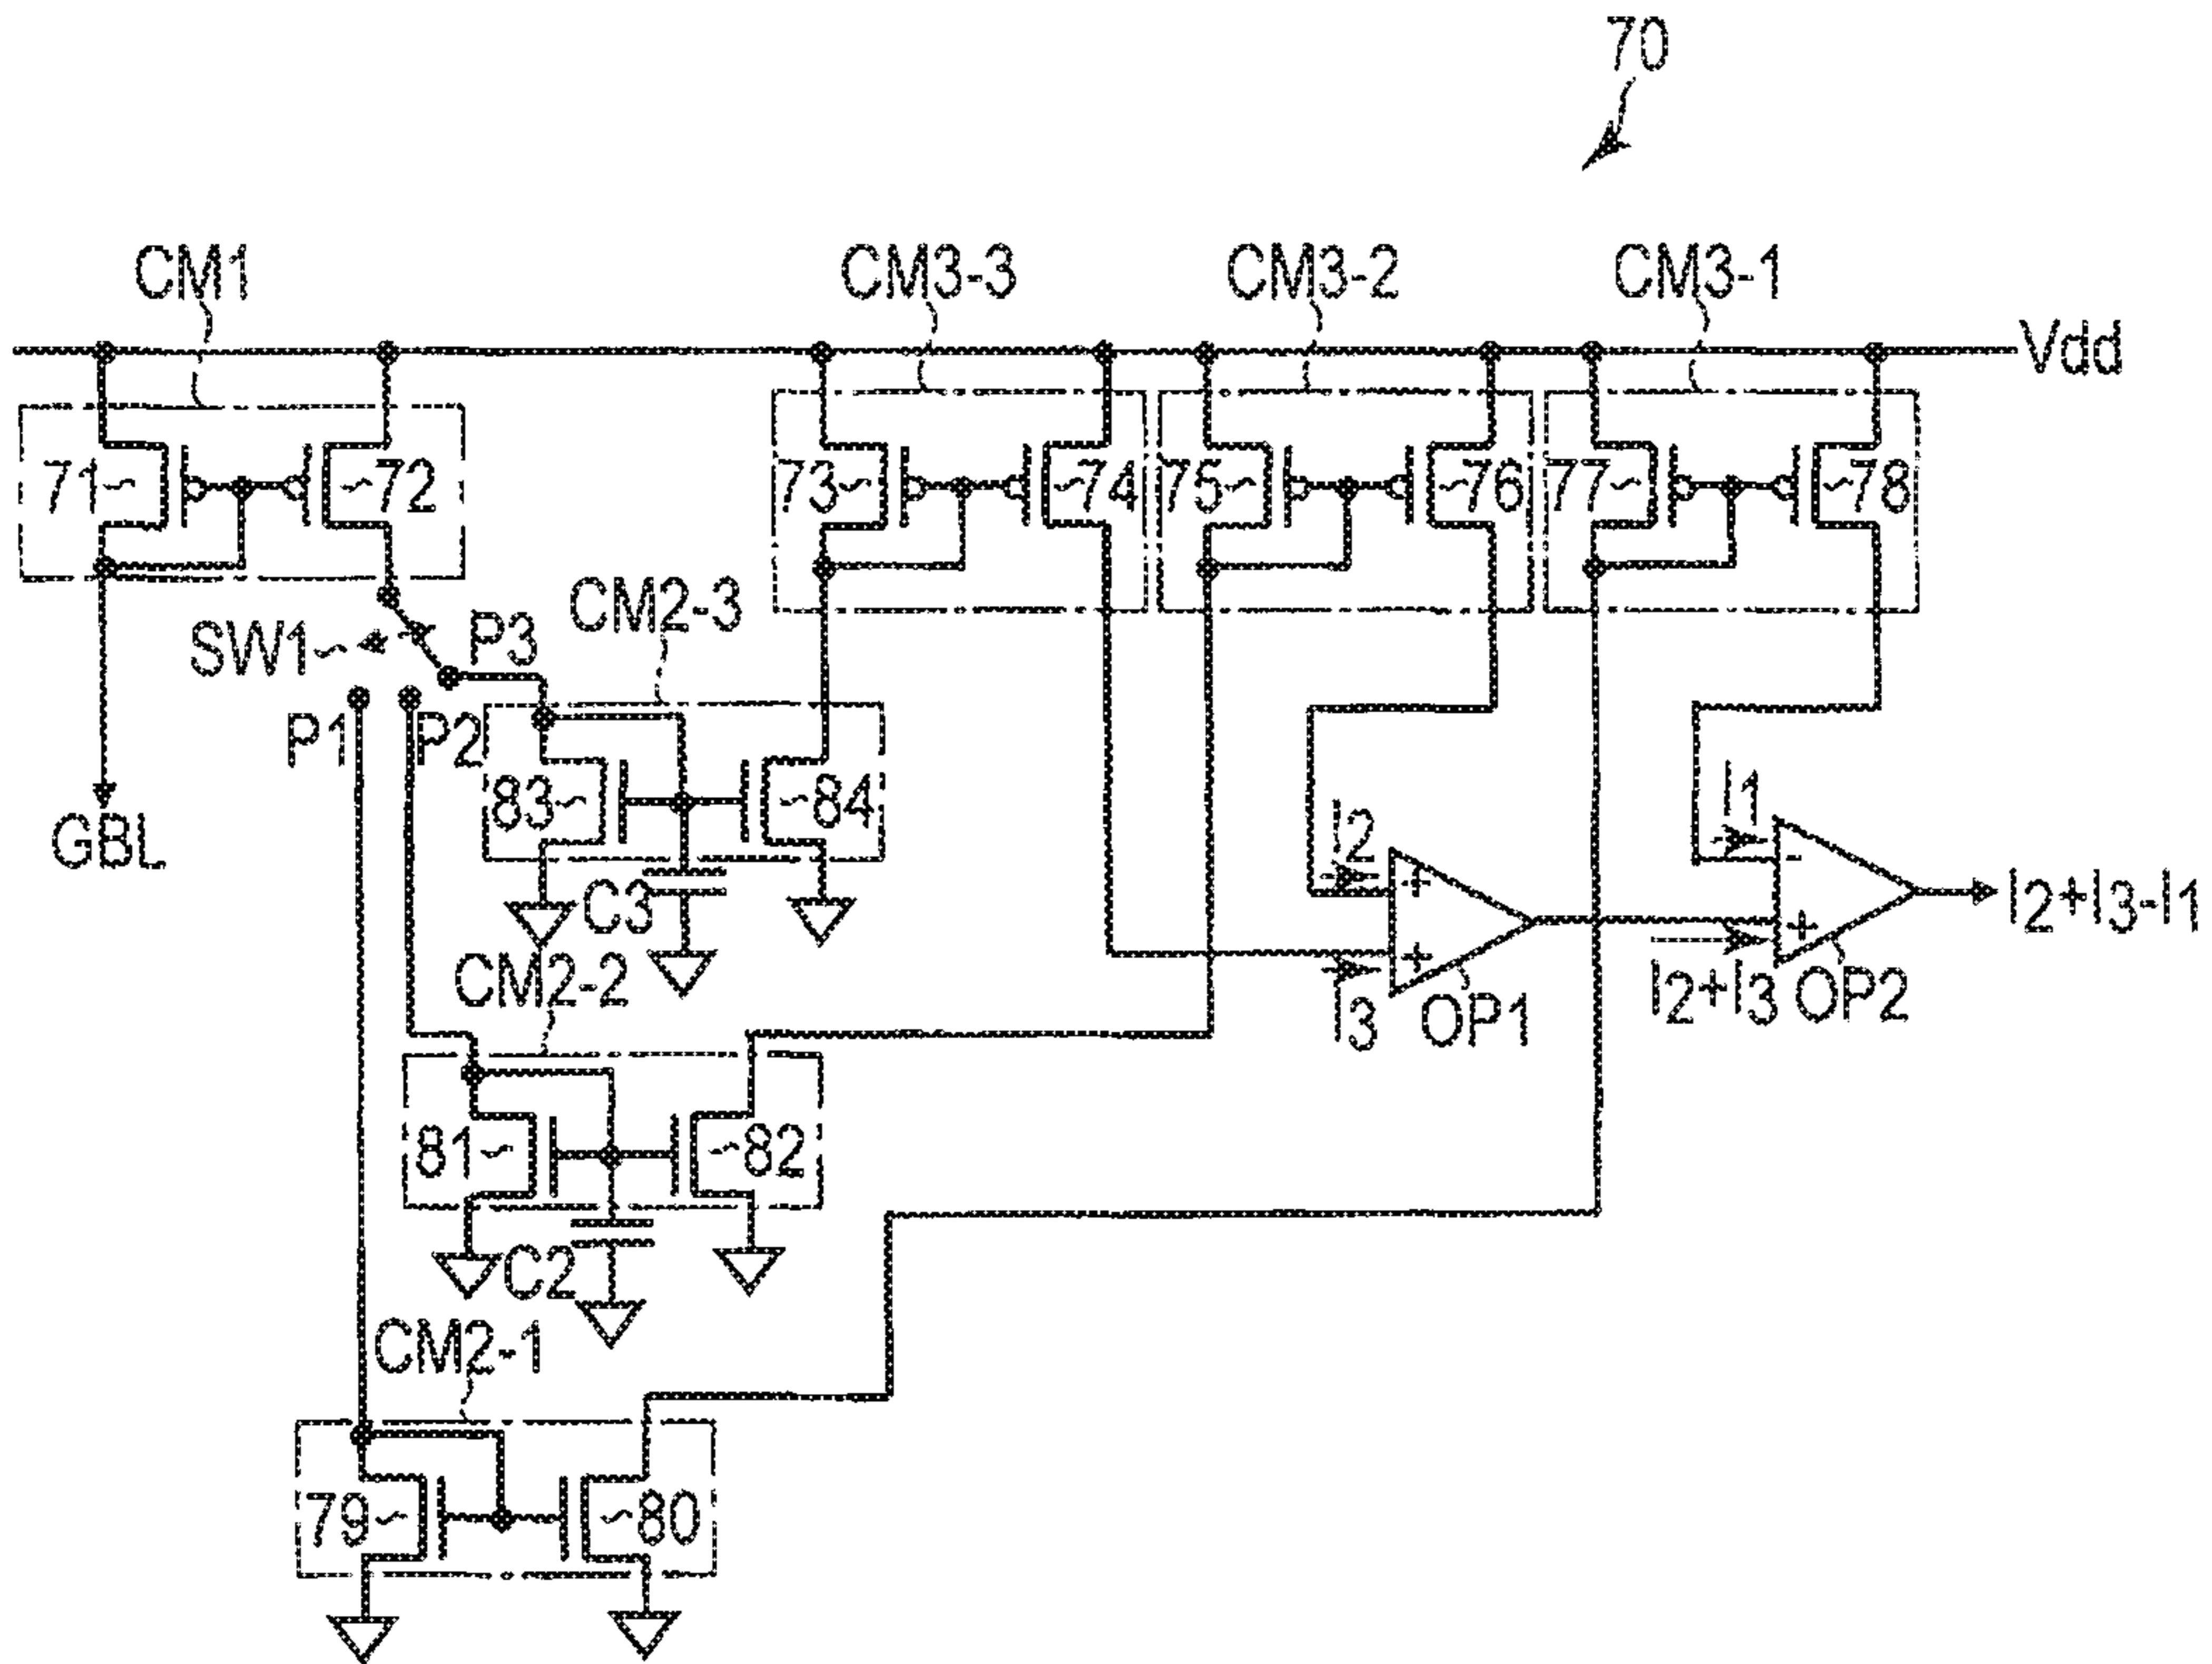 70
CM1
CM3-3
CM3-2
CM3-1
Vdd
71
72
73
74
75
76
77
78
SW1
P3
CM2-3
P1
P2
83
84
GBL
C3
I2
I1
+
-
+
+
I3
OP1
I2+I3
OP2
I2+I3-I1
CM2-2
81
82
C2
CM2-1
79
80